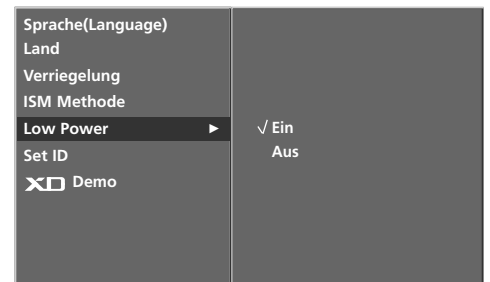 Sprache(Language)
Land
Verriegelung
ISM Methode
Low Power ► √ Ein
Aus
Set ID
XD Demo